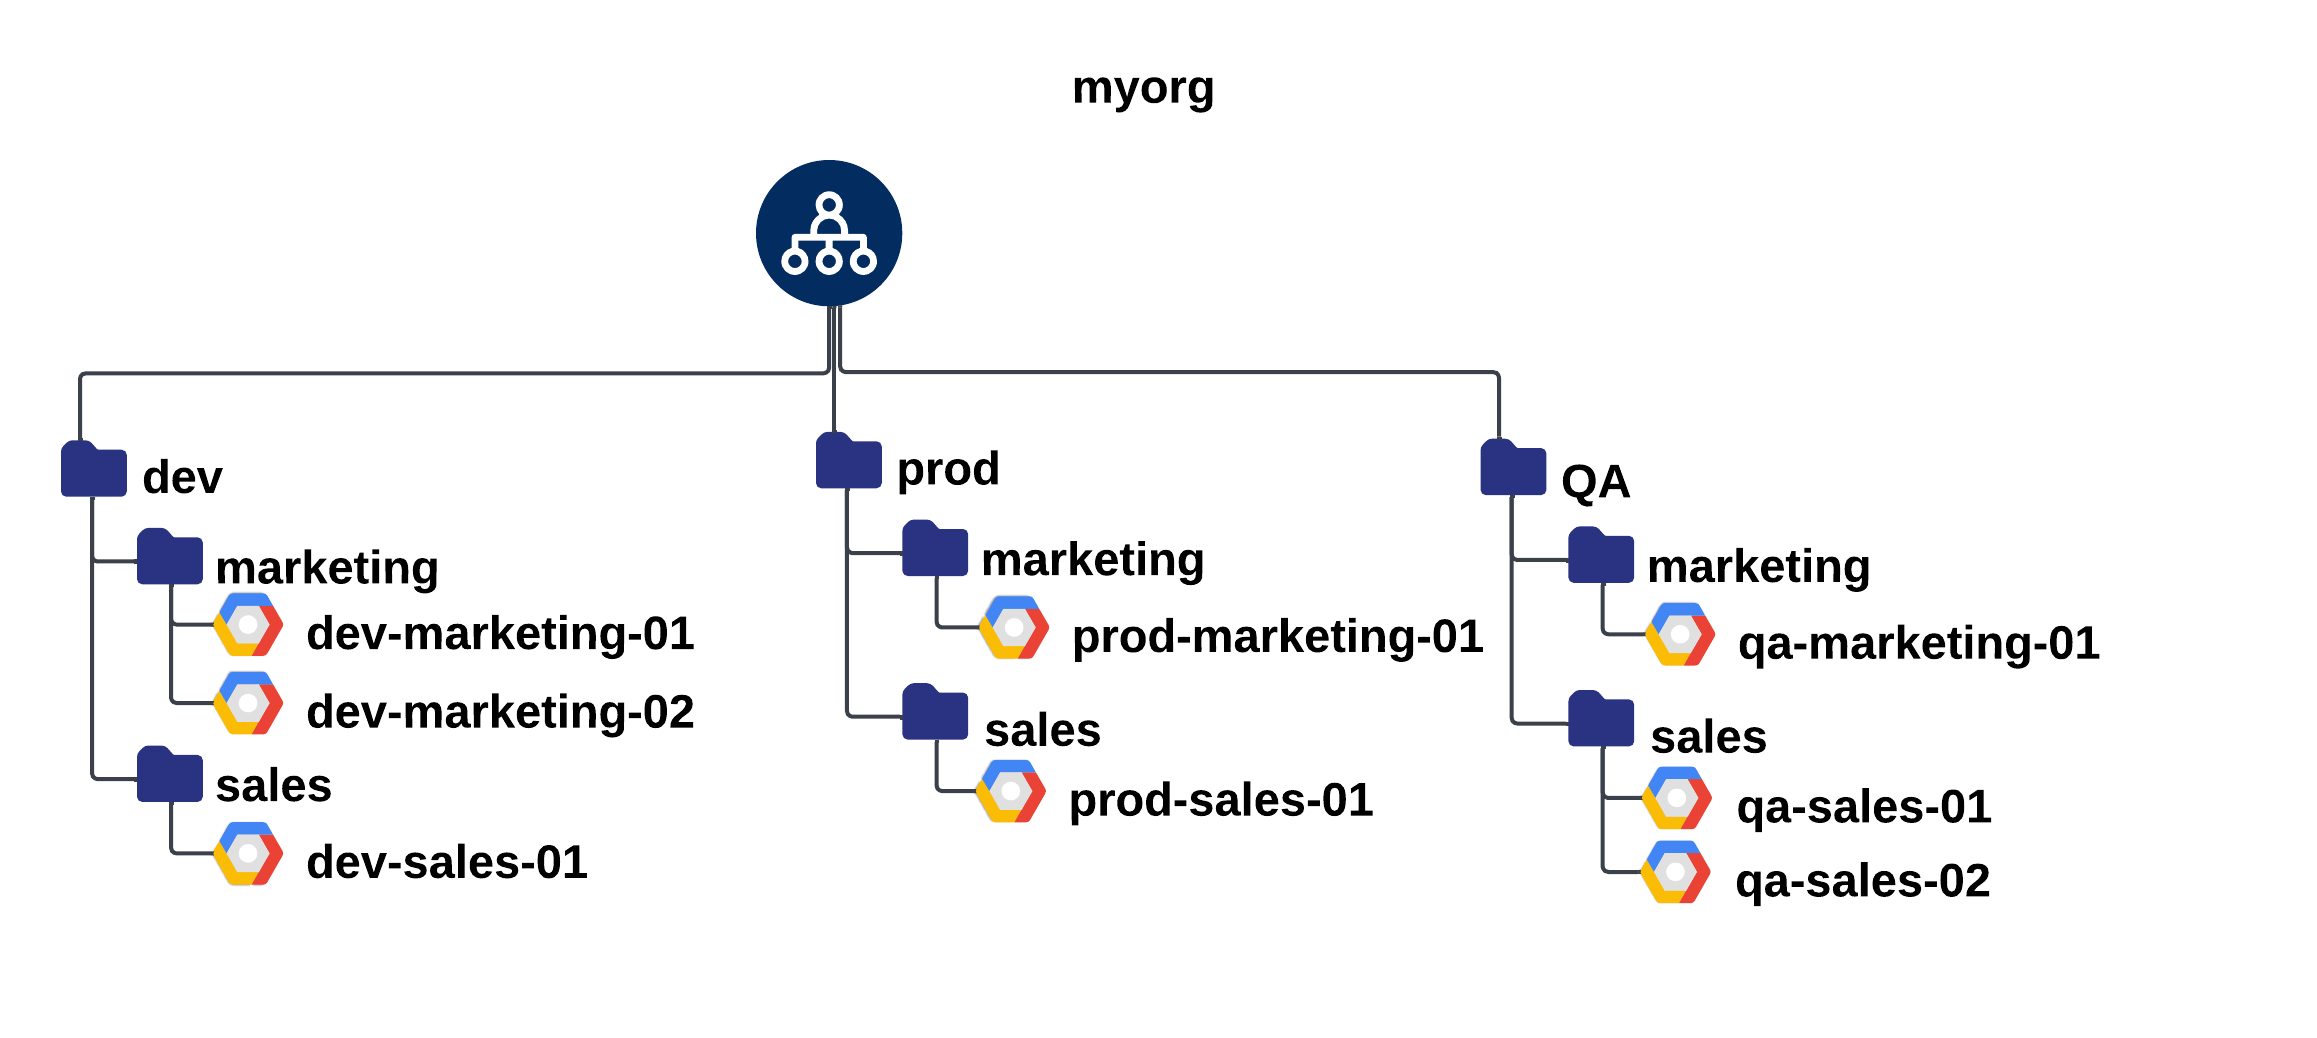 myorg
dev
marketing
dev-marketing-01
dev-marketing-02
sales
dev-sales-01
prod
marketing
prod-marketing-01
sales
prod-sales-01
QA
marketing
qa-marketing-01
sales
qa-sales-01
qa-sales-02